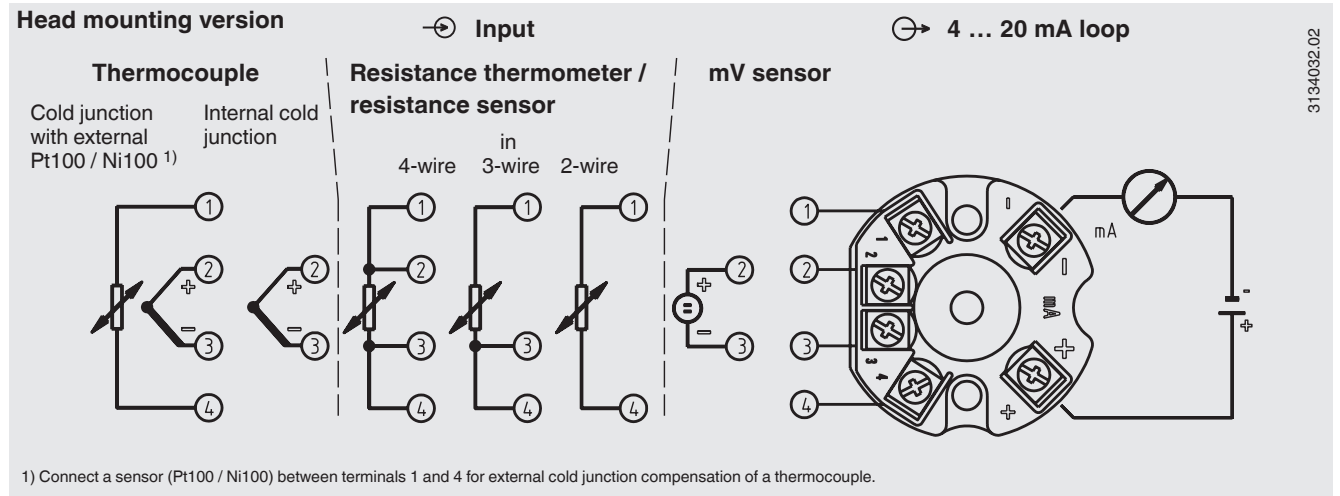 Head mounting version
Input
4 … 20 mA loop
3134032.02
Thermocouple
Resistance thermometer /
resistance sensor
mV sensor
Cold junction
with external
Pt100 / Ni100 1)
Internal cold
junction
in
4-wire 3-wire 2-wire
1
2
+
−
3
4
2
+
−
3
1
2
3
4
1
3
4
1
4
2
+
−
3
1
2
3
4
1
2
3
4
−
−
mA
+
+
mA
-
+
1) Connect a sensor (Pt100 / Ni100) between terminals 1 and 4 for external cold junction compensation of a thermocouple.